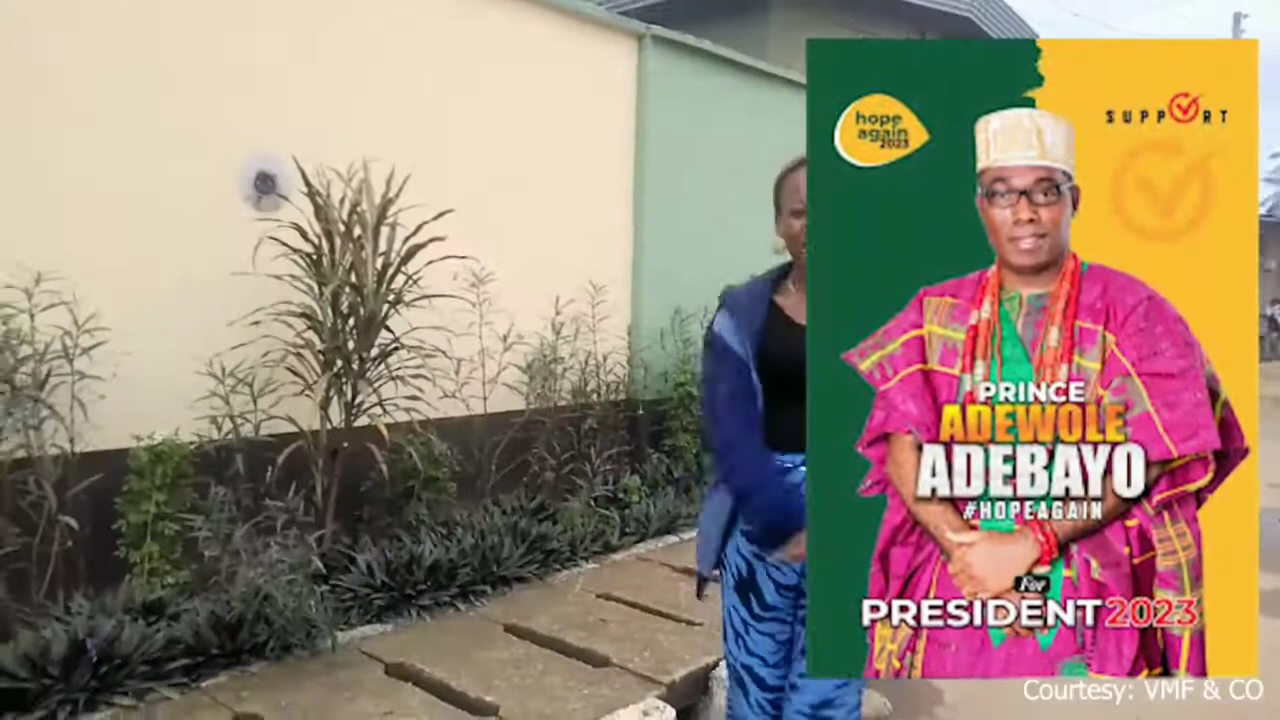 hope
again
2023
SUPPORT
PRINCE
ADEWOLE
ADEBAYO
#HOPEAGAIN
For
PRESIDENT 2023
Courtesy: VMF & CO